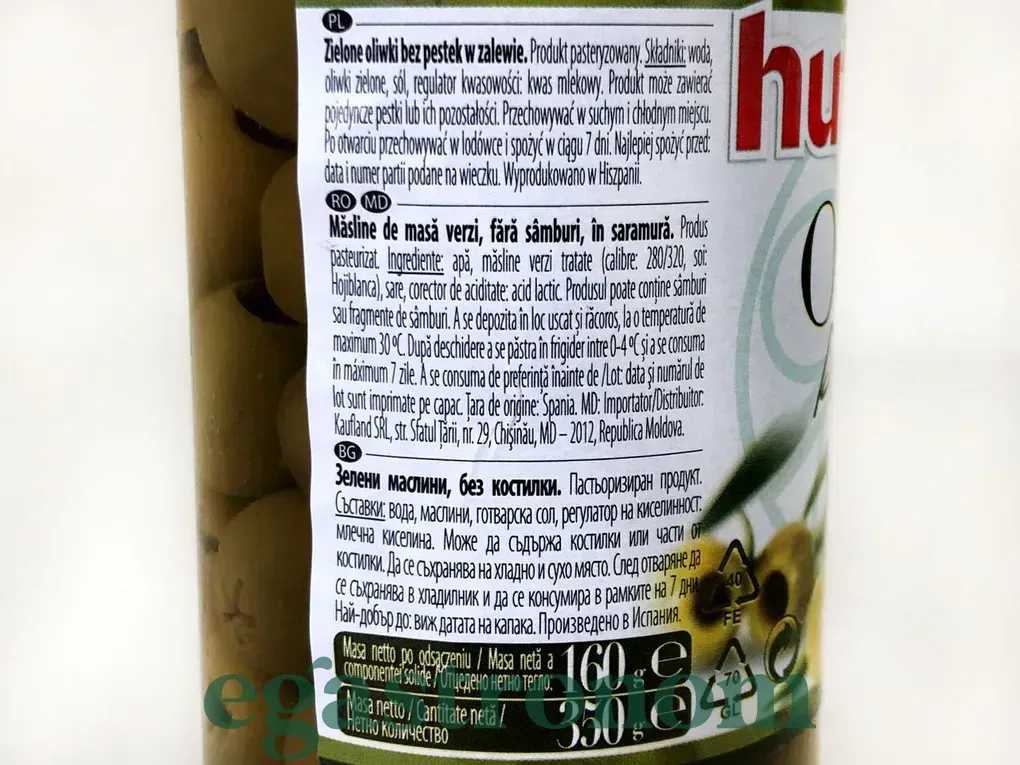 PL
Zielone oliwki bez pestek w zalewie. Produkt pasteryzowany. Składniki: woda,
oliwki zielone, sól, regulator kwasowości: kwas mlekowy. Produkt może zawierać
pojedyncze pestki lub ich pozostałości. Przechowywać w suchym i chłodnym miejscu.
Po otwarciu przechowywać w lodówce i spożyć w ciągu 7 dni. Najlepiej spożyć przed:
data i numer partii podane na wieczku. Wyprodukowano w Hiszpanii.
RO MD
Măsline de masă verzi, fără sâmburi, în saramură. Produs
pasteurizat. Ingrediente: apă, măsline verzi tratate (calibre: 280/320, soi:
Hojiblanca), sare, corector de aciditate: acid lactic. Produsul poate conține sâmburi
sau fragmente de sâmburi. A se depozita în loc uscat și răcoros, la o temperatură de
maximum 30 ºC. După deschidere a se păstra în frigider intre 0-4 ºC și a se consuma
în máximum 7 zile. A se consuma de preferință înainte de /Lot: data și numărul de
lot sunt imprimate pe capac. Țara de origine: Spania. MD: Importator/Distribuitor:
Kaufland SRL, str. Sfatul Țării, nr. 29, Chișinău, MD – 2012, Republica Moldova.
BG
Зелени маслини, без костилки. Пастьоризиран продукт.
Съставки: вода, маслини, готварска сол, регулатор на киселинност:
млечна киселина. Може да съдържа костилки или части от
костилки. Да се съхранява на хладно и сухо място. След отваряне да
се съхранява в хладилник и да се консумира в рамките на 7 дни.
Най-добър до: виж датата на капака. Произведено в Испания.
Masa netto po odsączeniu / Masa netă a
componentei solide / Отцедено нетно тегло: 160 g e
Masa netto / Cantitate netă /
Нетно количество 350 g e
hu
O
40
FE
70
GL
egastronom